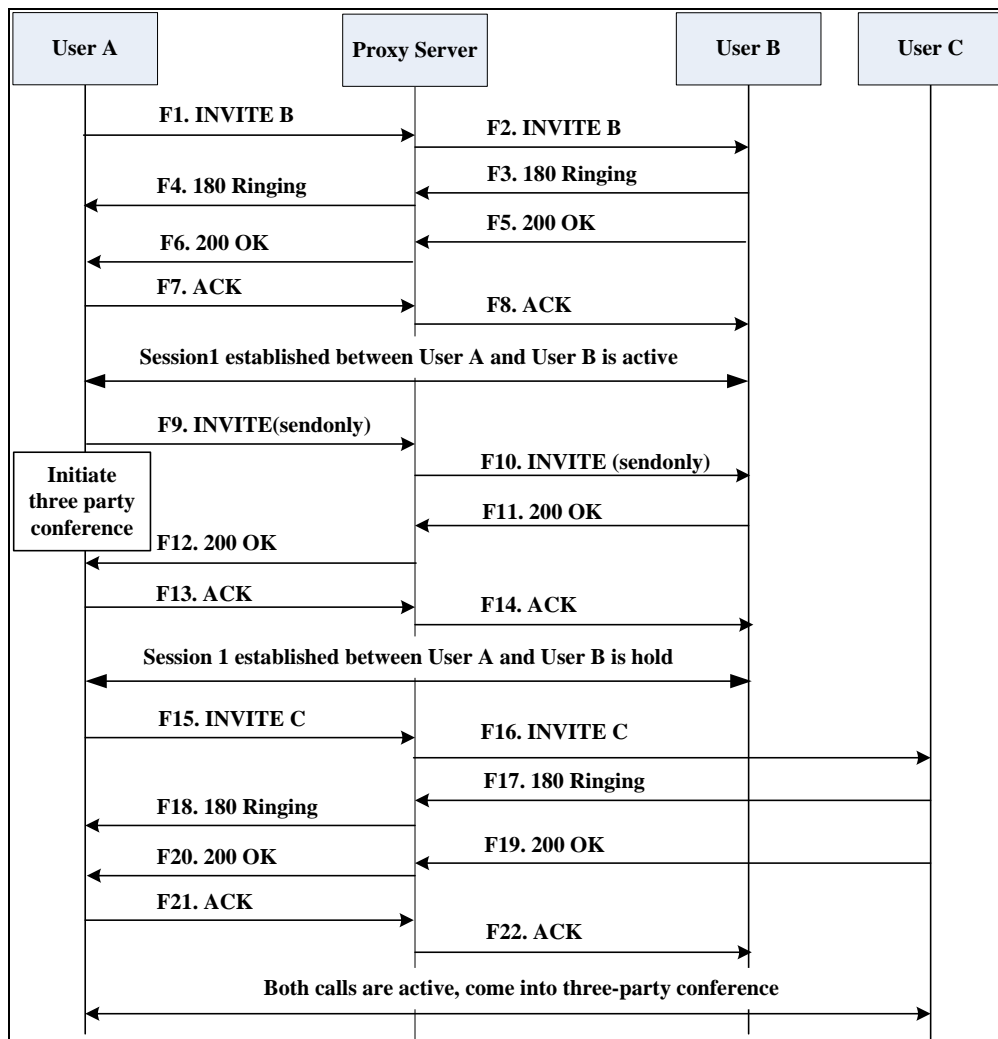 User A
Proxy Server
User B
User C
F1. INVITE B
F2. INVITE B
F3. 180 Ringing
F4. 180 Ringing
F5. 200 OK
F6. 200 OK
F7. ACK
F8. ACK
Session1 established between User A and User B is active
F9. INVITE(sendonly)
F10. INVITE (sendonly)
Initiate
three party
conference
F11. 200 OK
F12. 200 OK
F13. ACK
F14. ACK
Session 1 established between User A and User B is hold
F15. INVITE C
F16. INVITE C
F17. 180 Ringing
F18. 180 Ringing
F19. 200 OK
F20. 200 OK
F21. ACK
F22. ACK
Both calls are active, come into three-party conference